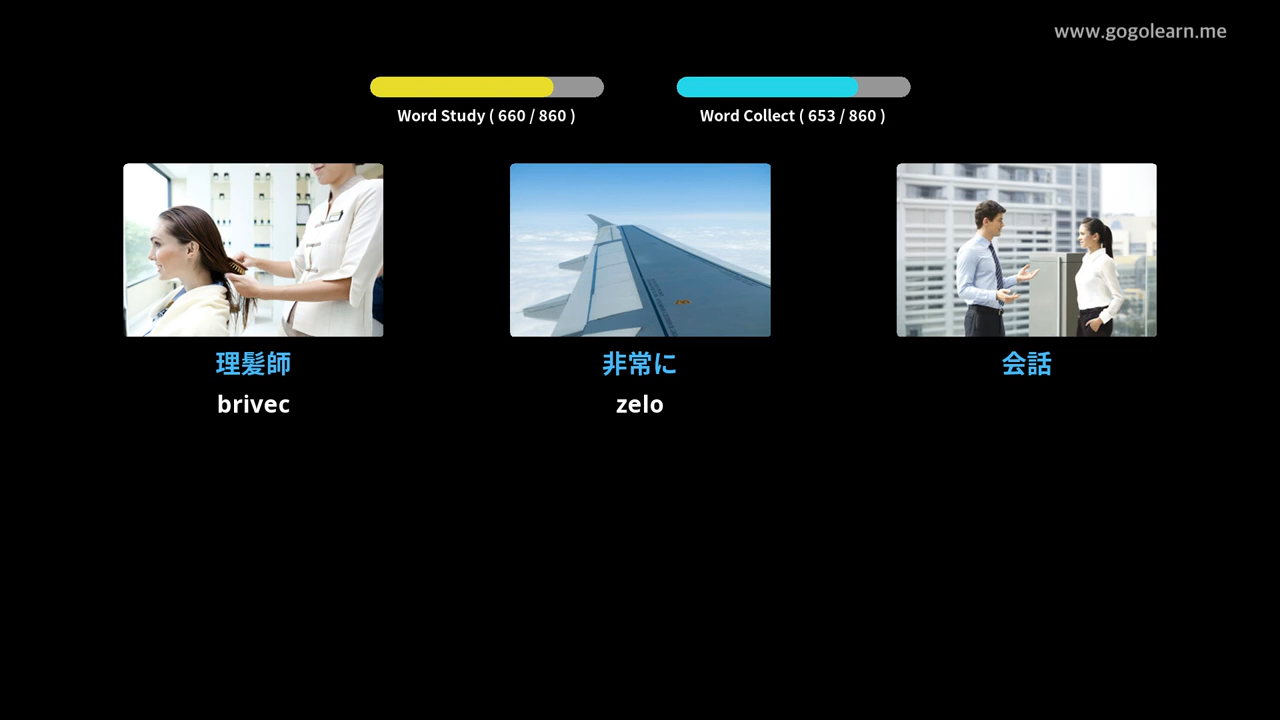 www.gogolearn.me
Word Study ( 660 / 860 )
Word Collect ( 653 / 860 )
理髪師
brivec
非常に
zelo
会話